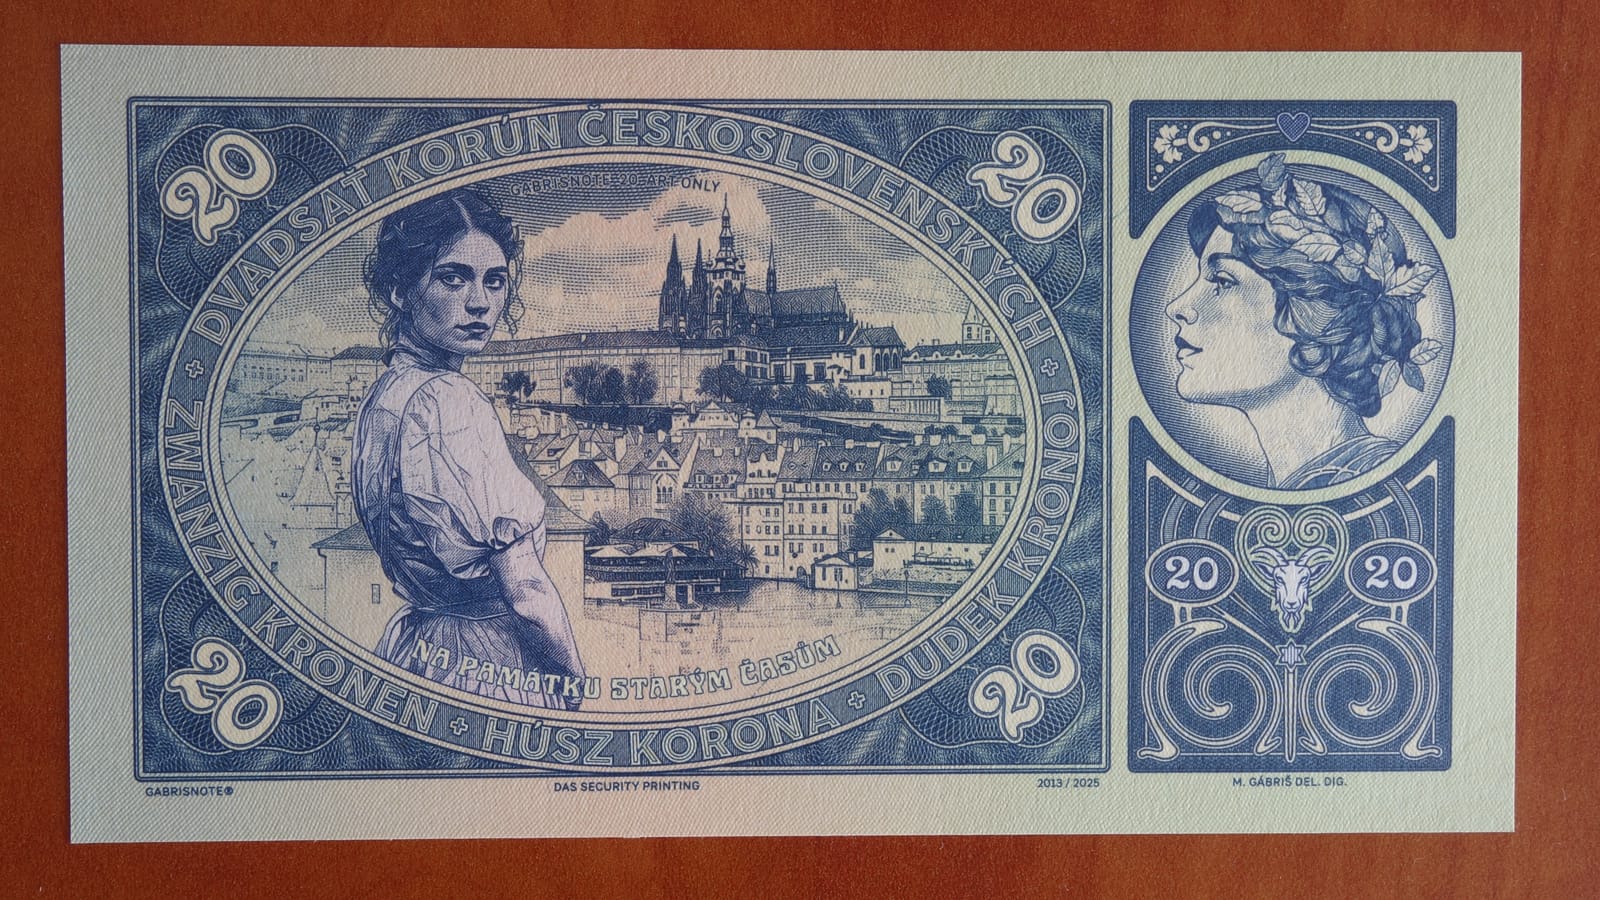 20
20
DVADSAŤ KORÚN ČESKOSLOVENSKÝCH
GABRISNOTE-20-ART ONLY
ZWANZIG KRONEN + HÚSZ KORONA + DUDEK KRONOJ +
NA PAMÁTKU STARÝM ČASŮM
20
20
20
20
GABRISNOTE®
DAS SECURITY PRINTING
2013 / 2025
M. GÁBRIŠ DEL. DIG.